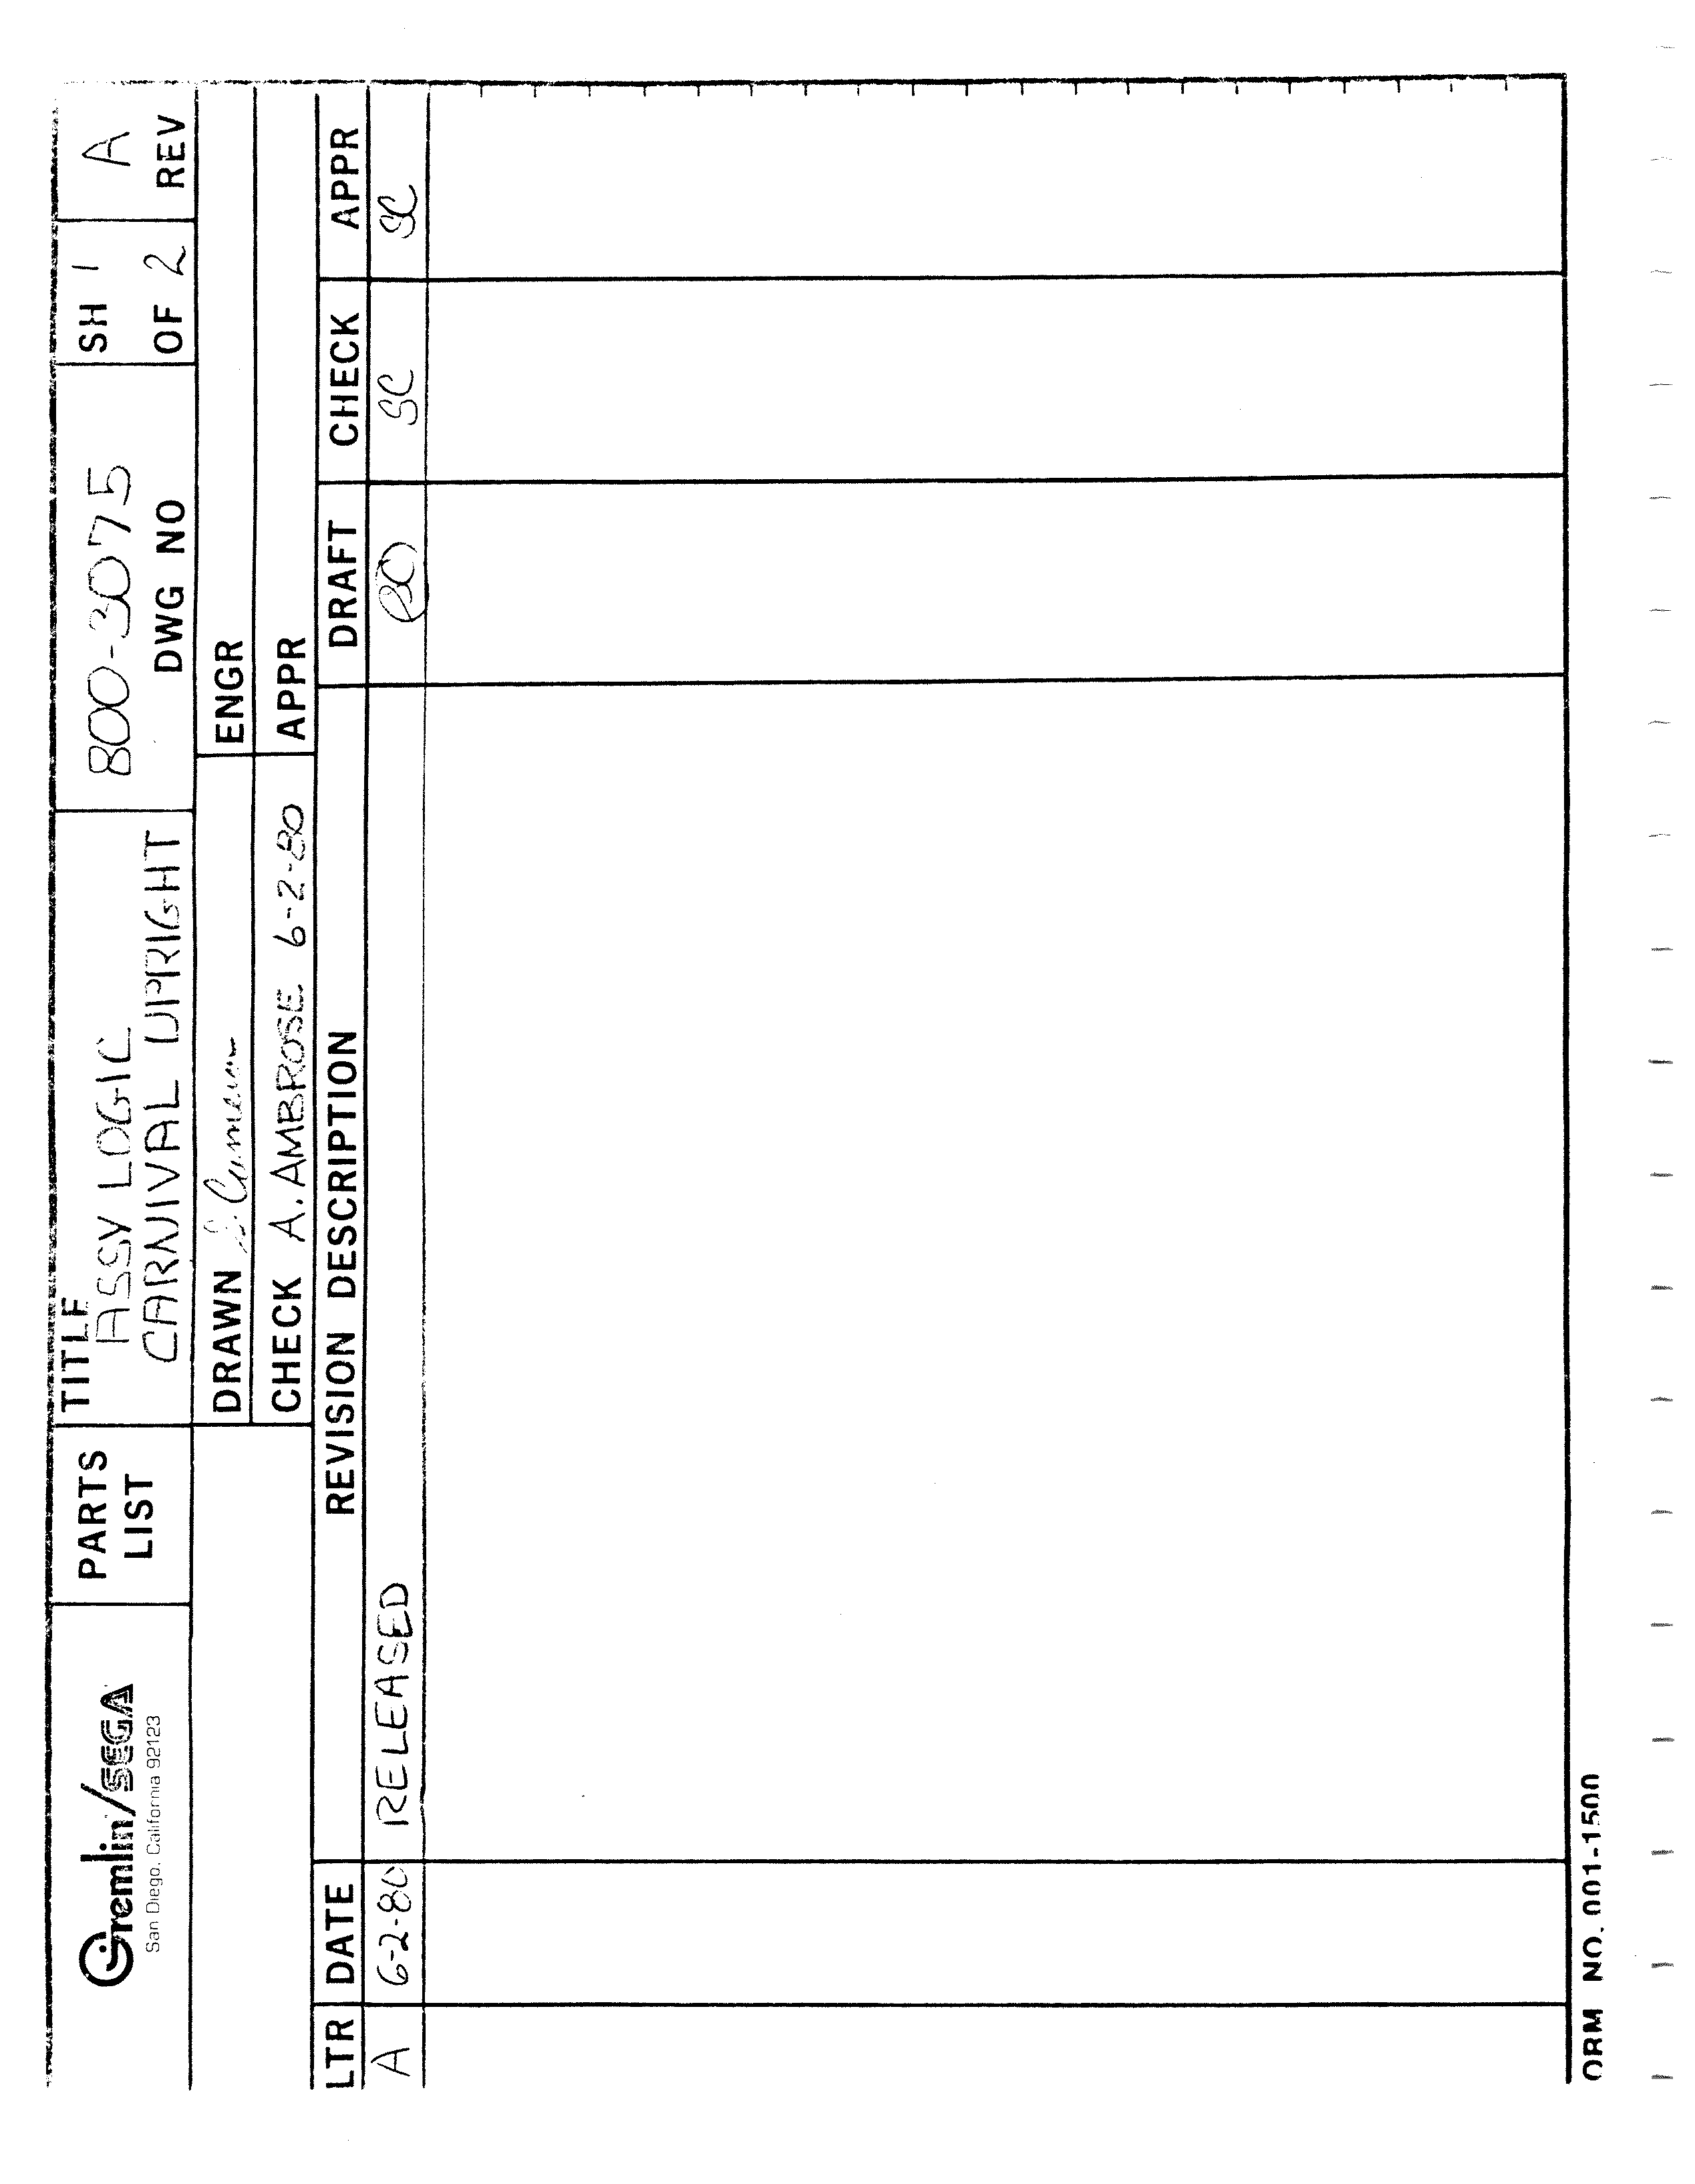 Gremlin/SEGA
San Diego, California 92123
PARTS
LIST
TITLE
ASSY LOGIC
CARNIVAL UPRIGHT
800-3075
DWG NO
SH 1
OF 2
A
REV
DRAWN
ENGR
CHECK A. AMBROSE 6-2-80
APPR
LTR DATE REVISION DESCRIPTION DRAFT CHECK APPR
A 6-2-80 RELEASED SC SC
ORM NO. 001-1500